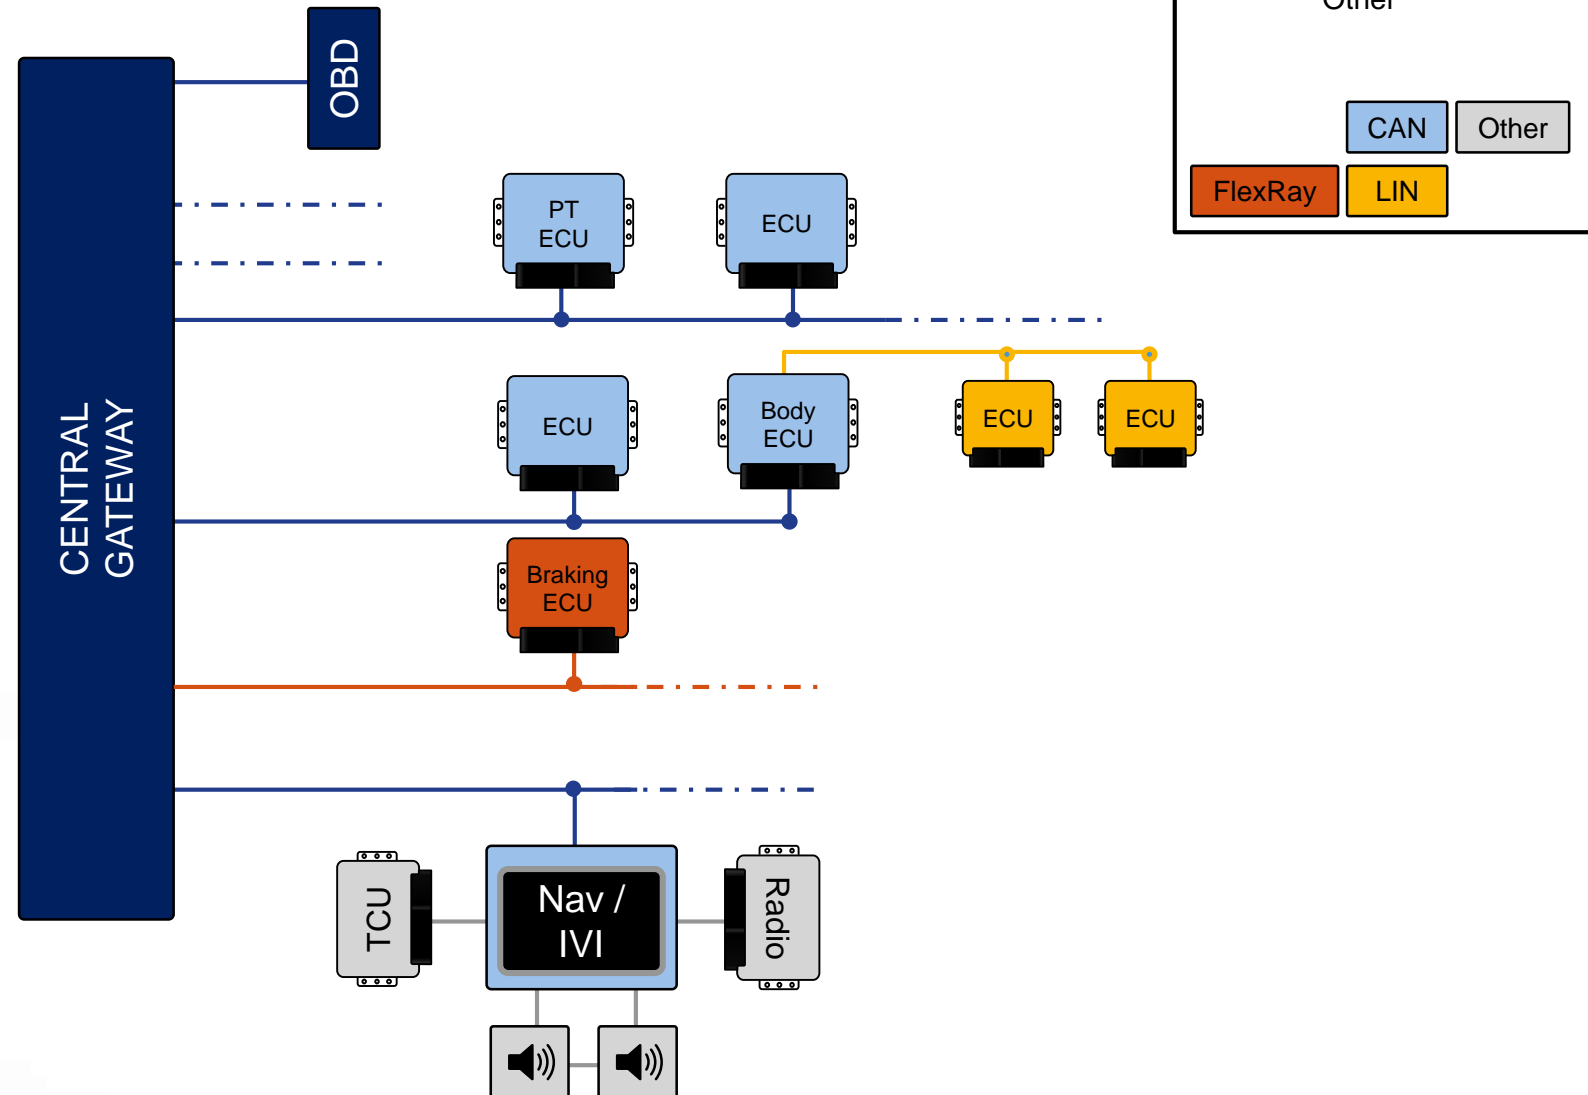 Other
OBD
CAN
Other
FlexRay
LIN
PT
ECU
ECU
CENTRAL
GATEWAY
ECU
Body
ECU
ECU
ECU
Braking
ECU
TCU
Nav /
IVI
Radio